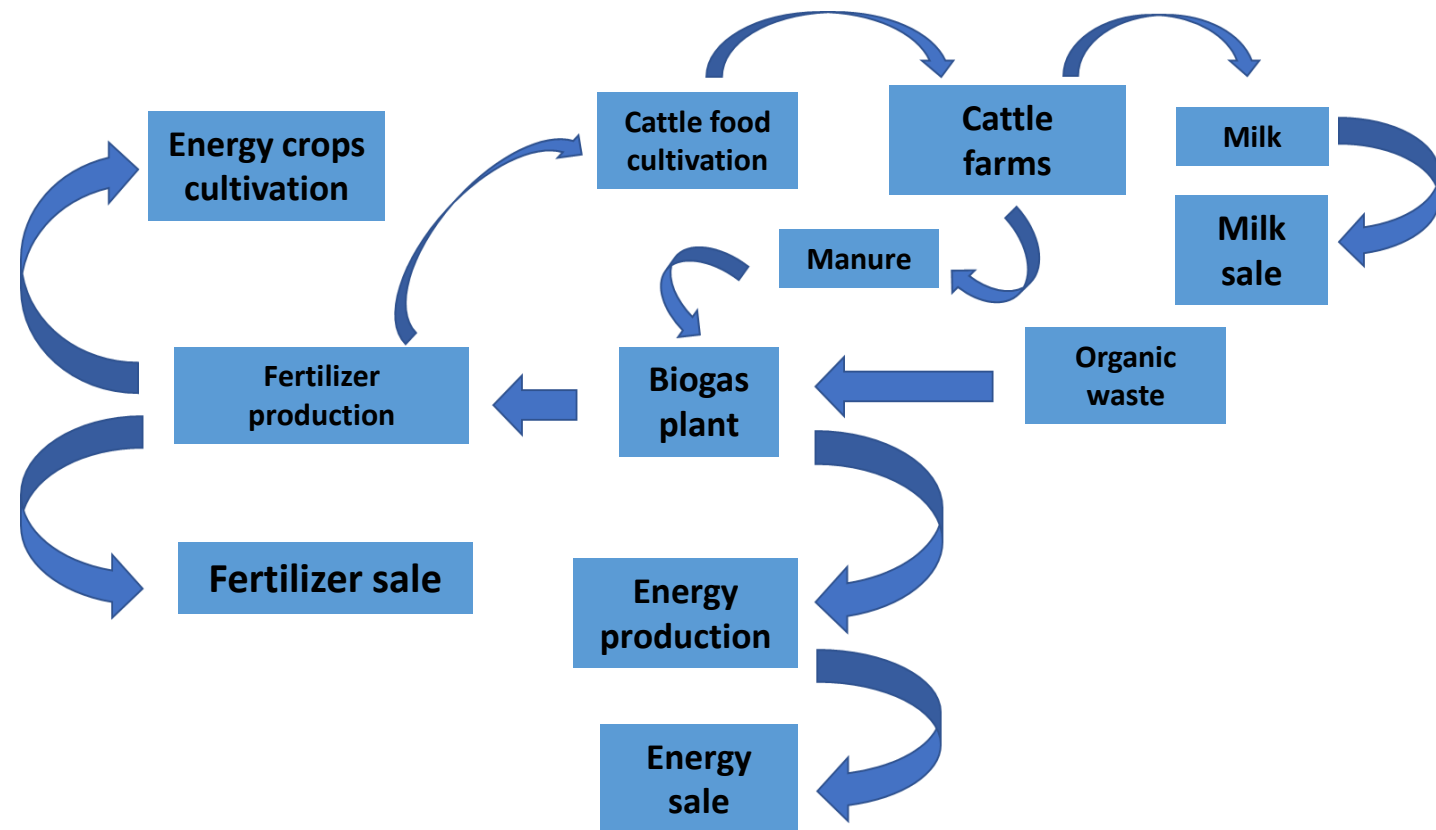 Energy crops
cultivation
Cattle food
cultivation
Cattle
farms
Milk
Milk
sale
Manure
Fertilizer
production
Biogas
plant
Organic
waste
Fertilizer sale
Energy
production
Energy
sale